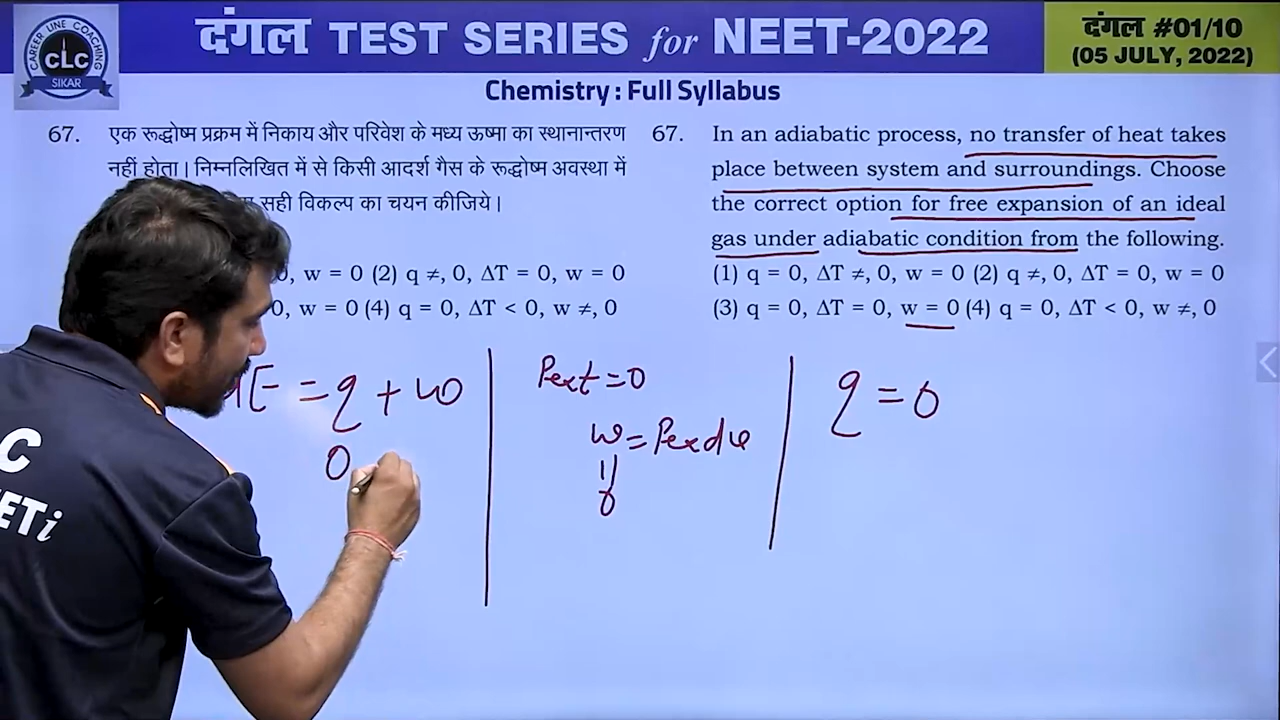 CAREER LINE COACHING
CLC
SIKAR
दंगल TEST SERIES for NEET-2022
दंगल #01/10
(05 JULY, 2022)
Chemistry : Full Syllabus
67. एक रूद्धोष्म प्रक्रम में निकाय और परिवेश के मध्य ऊष्मा का स्थानान्तरण
नहीं होता। निम्नलिखित में से किसी आदर्श गैस के रूद्धोष्म अवस्था में
सही विकल्प का चयन कीजिये।
0, w = 0 (2) q ≠, 0, ΔT = 0, w = 0
0, w = 0 (4) q = 0, ΔT < 0, w ≠, 0
67. In an adiabatic process, no transfer of heat takes
place between system and surroundings. Choose
the correct option for free expansion of an ideal
gas under adiabatic condition from the following.
(1) q = 0, ΔT ≠, 0, w = 0 (2) q ≠, 0, ΔT = 0, w = 0
(3) q = 0, ΔT = 0, w = 0 (4) q = 0, ΔT < 0, w ≠, 0
E = q + w
0
Pext = 0
w = Pexdv
=
0
q = 0
C
ETi